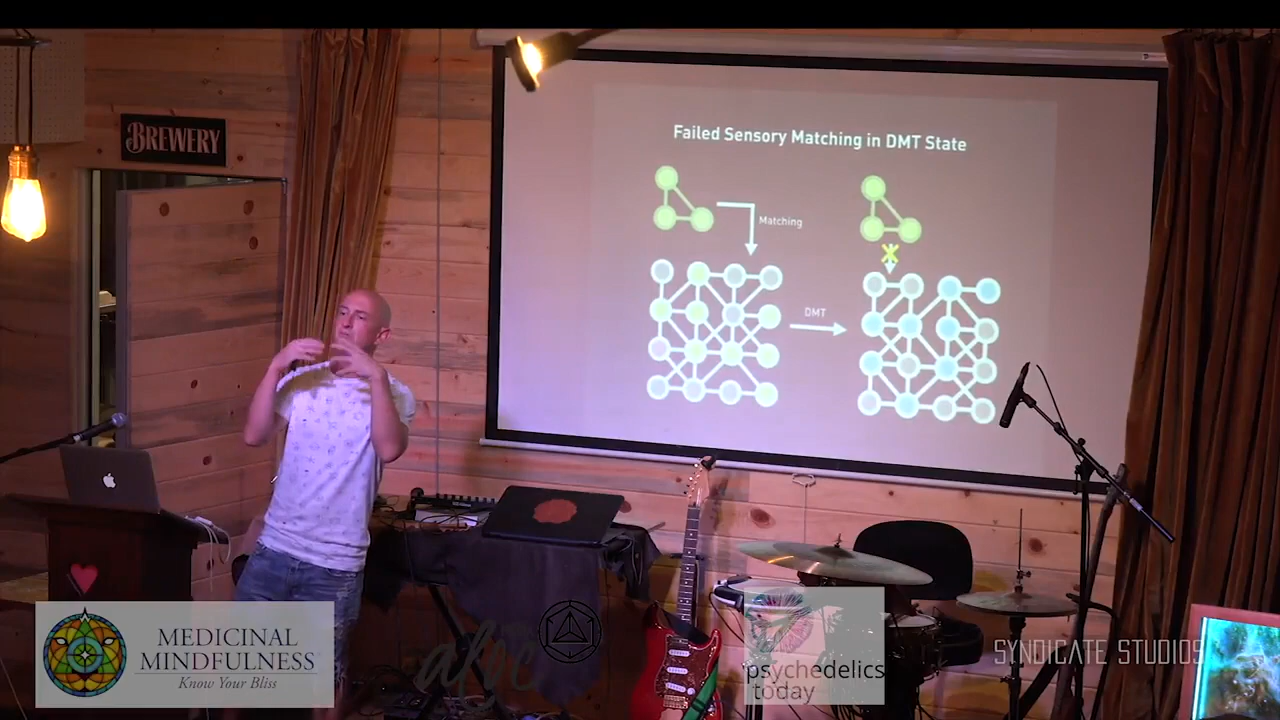 BREWERY
Failed Sensory Matching in DMT State
Matching
DMT
MEDICINAL
MINDFULNESS
Know Your Bliss
psychedelics
today
SYNDICATE STUDIOS